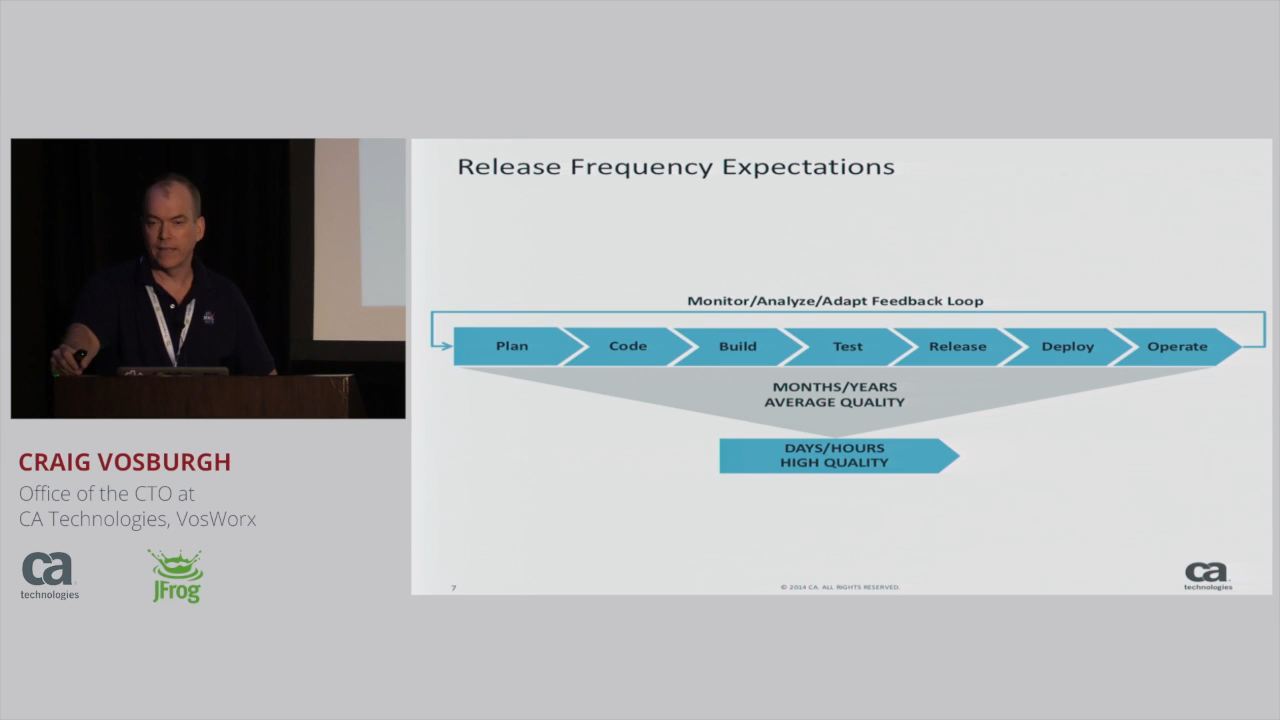 Release Frequency Expectations
Monitor/Analyze/Adapt Feedback Loop
Plan
Code
Build
Test
Release
Deploy
Operate
MONTHS/YEARS
AVERAGE QUALITY
DAYS/HOURS
HIGH QUALITY
CRAIG VOSBURGH
Office of the CTO at
CA Technologies, VosWorx
ca
technologies
JFrog
7
© 2014 CA. ALL RIGHTS RESERVED.
ca
technologies